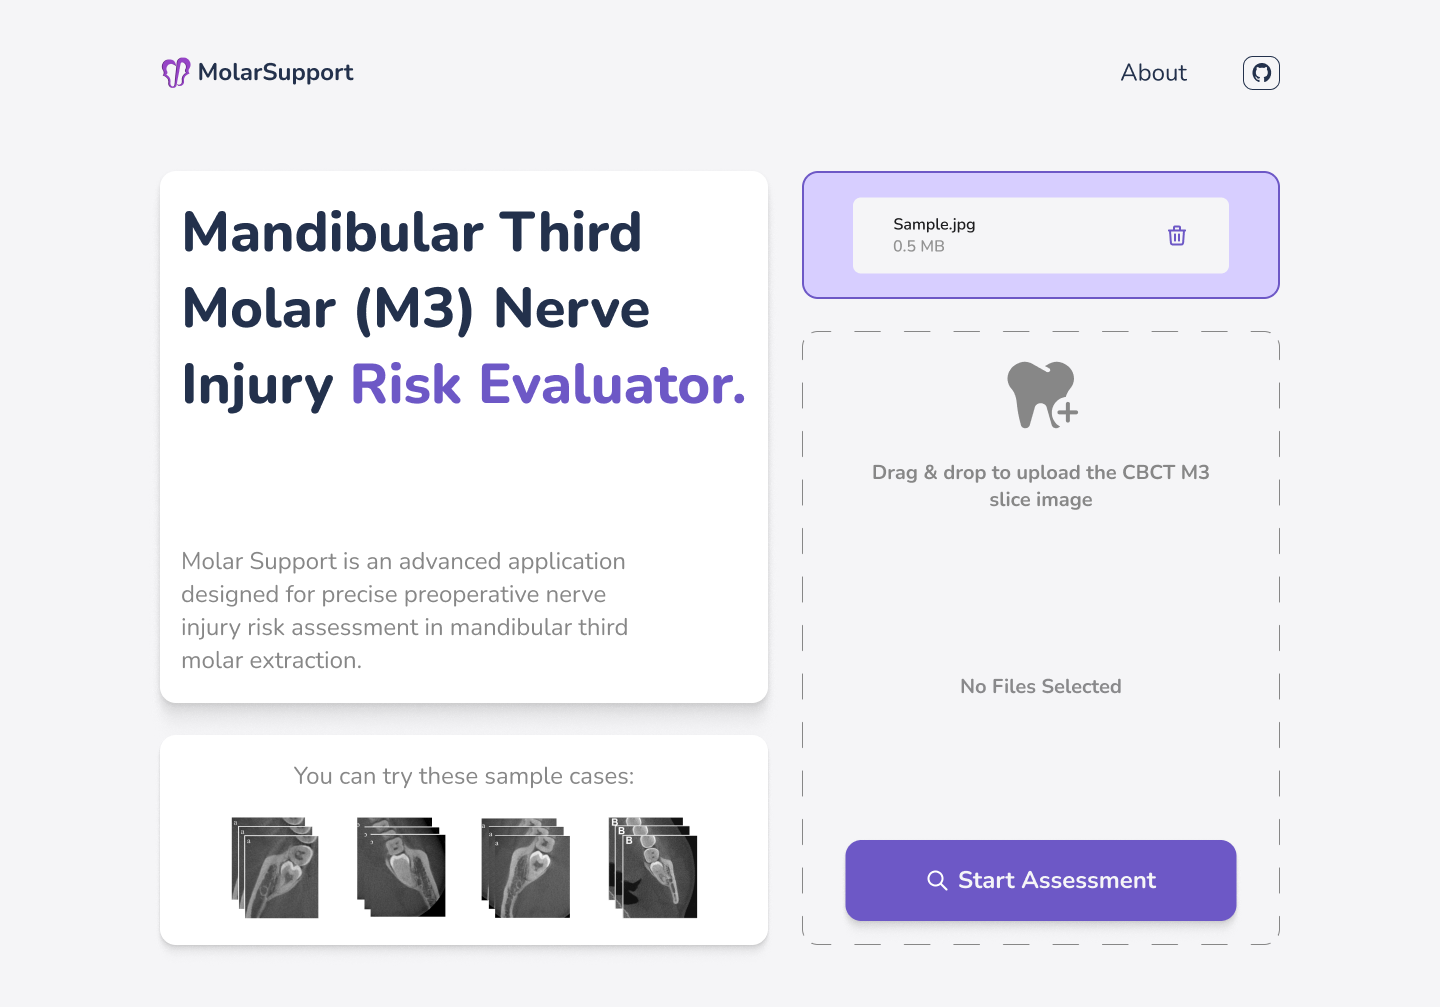 MolarSupport
About
Mandibular Third
Molar (M3) Nerve
Injury Risk Evaluator.
Molar Support is an advanced application
designed for precise preoperative nerve
injury risk assessment in mandibular third
molar extraction.
You can try these sample cases:
a
a
a
a
a
a
B
B
B
Sample.jpg
0.5 MB
Drag & drop to upload the CBCT M3
slice image
No Files Selected
Start Assessment